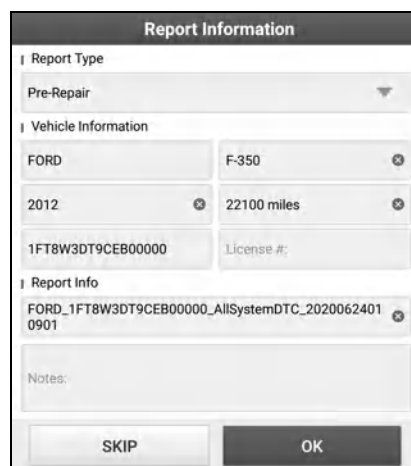 Report Information
Report Type
Pre-Repair
Vehicle Information
FORD
F-350
2012
22100 miles
1FT8W3DT9CEB00000
License #:
Report Info
FORD_1FT8W3DT9CEB00000_AllSystemDTC_2020062401
0901
Notes:
SKIP
OK